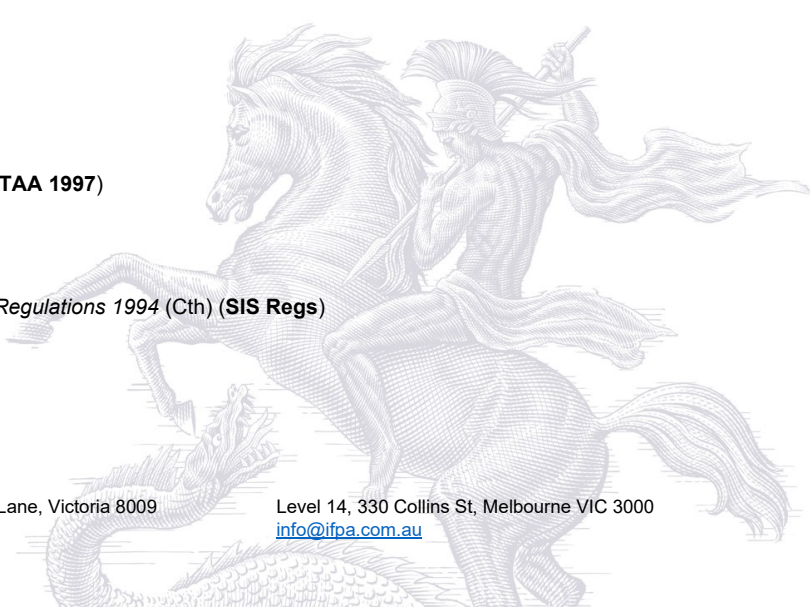 TAA 1997)
Regulations 1994 (Cth) (SIS Regs)
Lane, Victoria 8009 Level 14, 330 Collins St, Melbourne VIC 3000
info@ifpa.com.au